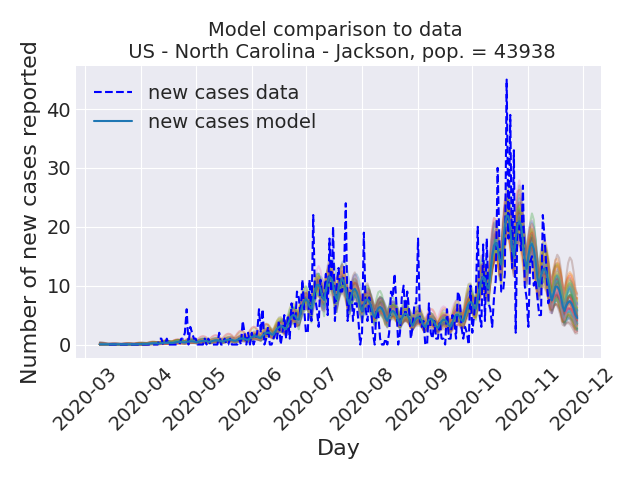 Model comparison to data
US - North Carolina - Jackson, pop. = 43938
Number of new cases reported
40
30
20
10
0
new cases data
new cases model
2020-03
2020-04
2020-05
2020-06
2020-07
2020-08
2020-09
2020-10
2020-11
2020-12
Day